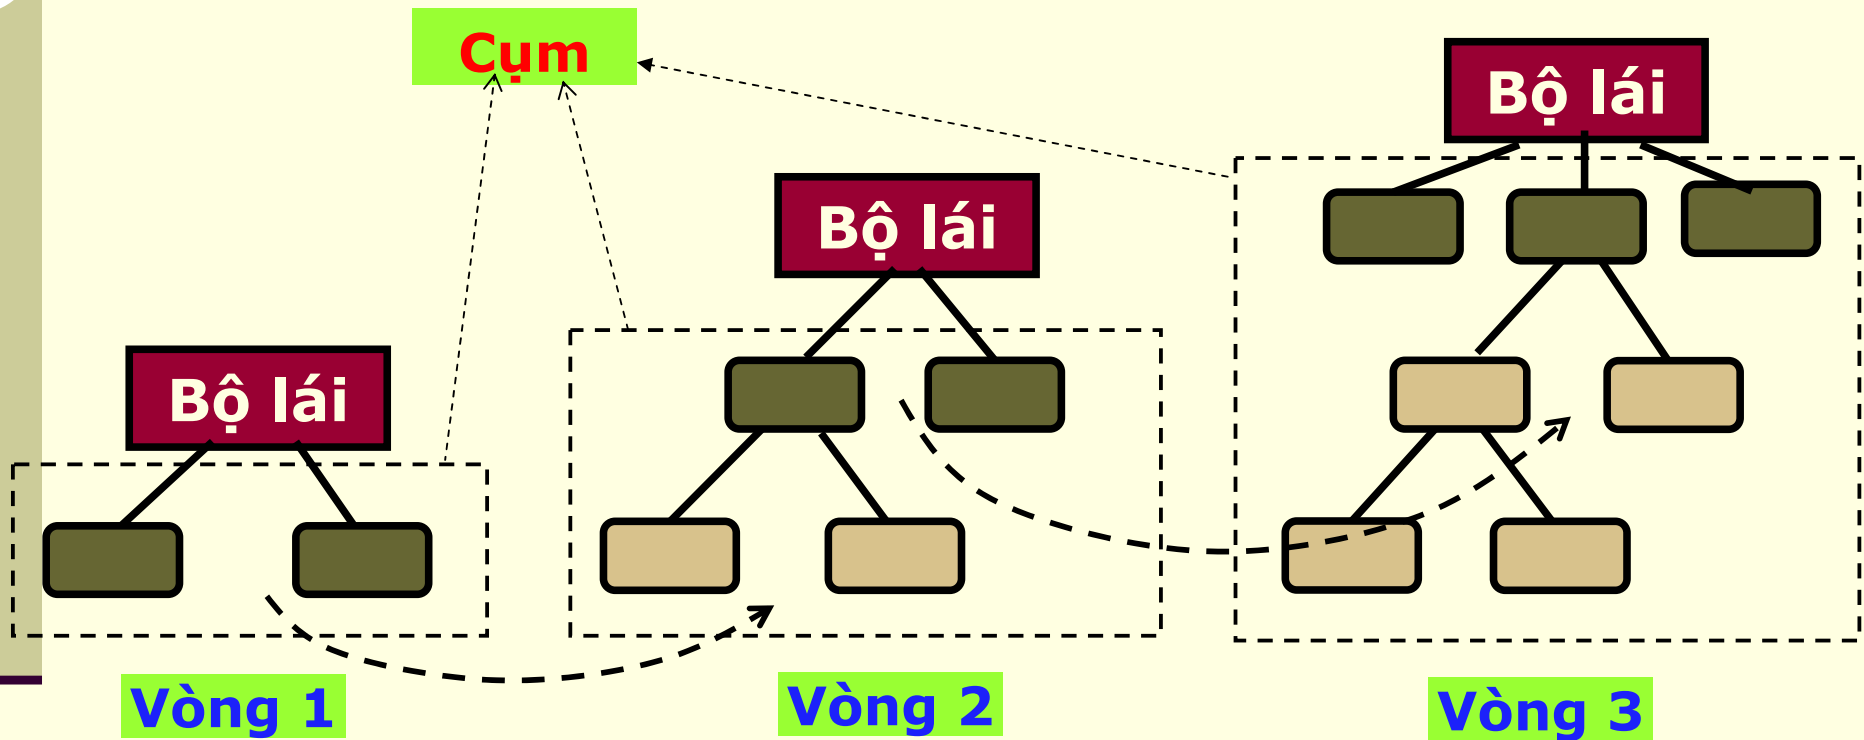 Cụm
Bộ lái
Bộ lái
Bộ lái
Vòng 1
Vòng 2
Vòng 3